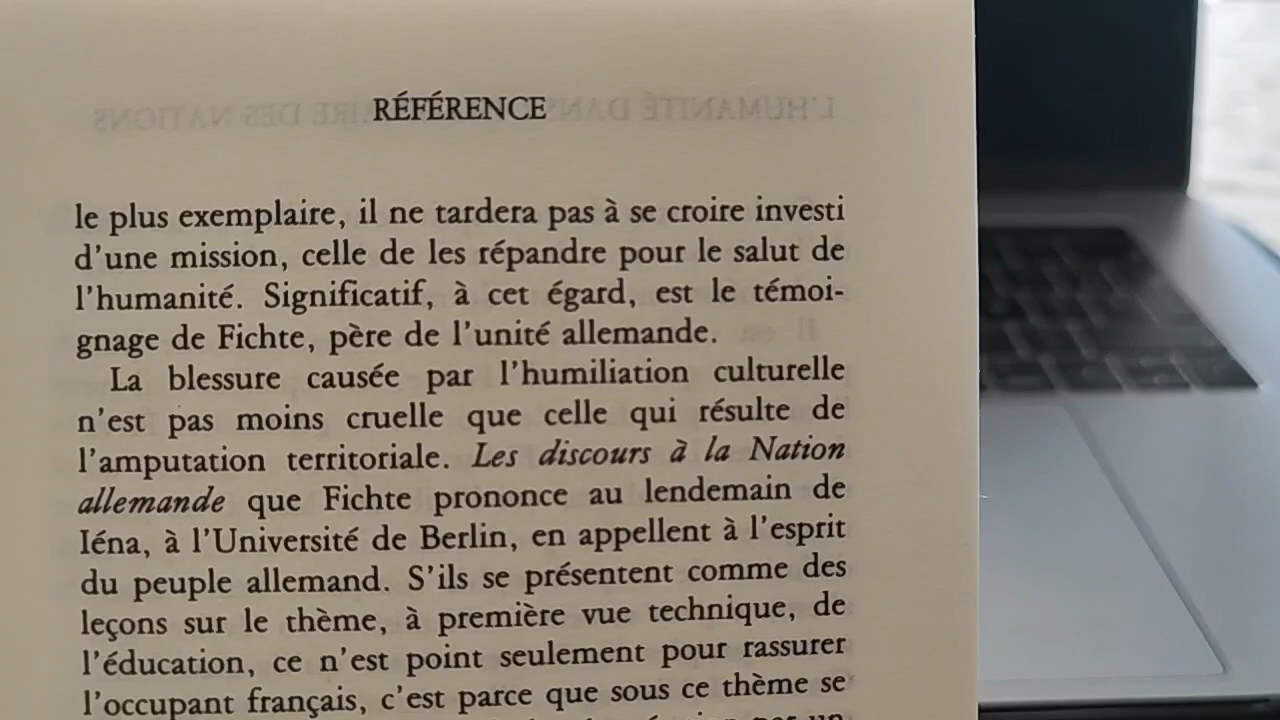 RÉFÉRENCE
le plus exemplaire, il ne tardera pas à se croire investi
d'une mission, celle de les répandre pour le salut de
l'humanité. Significatif, à cet égard, est le témoi-
gnage de Fichte, père de l'unité allemande.
La blessure causée par l'humiliation culturelle
n'est pas moins cruelle que celle qui résulte de
l'amputation territoriale. Les discours à la Nation
allemande que Fichte prononce au lendemain de
Iéna, à l'Université de Berlin, en appellent à l'esprit
du peuple allemand. S'ils se présentent comme des
leçons sur le thème, à première vue technique, de
l'éducation, ce n'est point seulement pour rassurer
l'occupant français, c'est parce que sous ce thème se